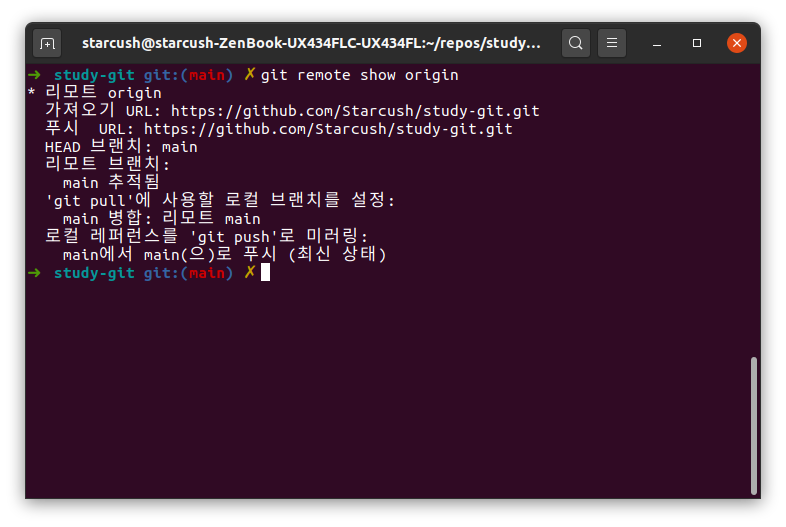 starcush@starcush-ZenBook-UX434FLC-UX434FL:~/repos/study...
➜ study-git git:(main) ✗ git remote show origin
* 리모트 origin
가져오기 URL: https://github.com/Starcush/study-git.git
푸시 URL: https://github.com/Starcush/study-git.git
HEAD 브랜치: main
리모트 브랜치:
main 추적됨
'git pull'에 사용할 로컬 브랜치를 설정:
main 병합: 리모트 main
로컬 레퍼런스를 'git push'로 미러링:
main에서 main(으)로 푸시 (최신 상태)
➜ study-git git:(main) ✗